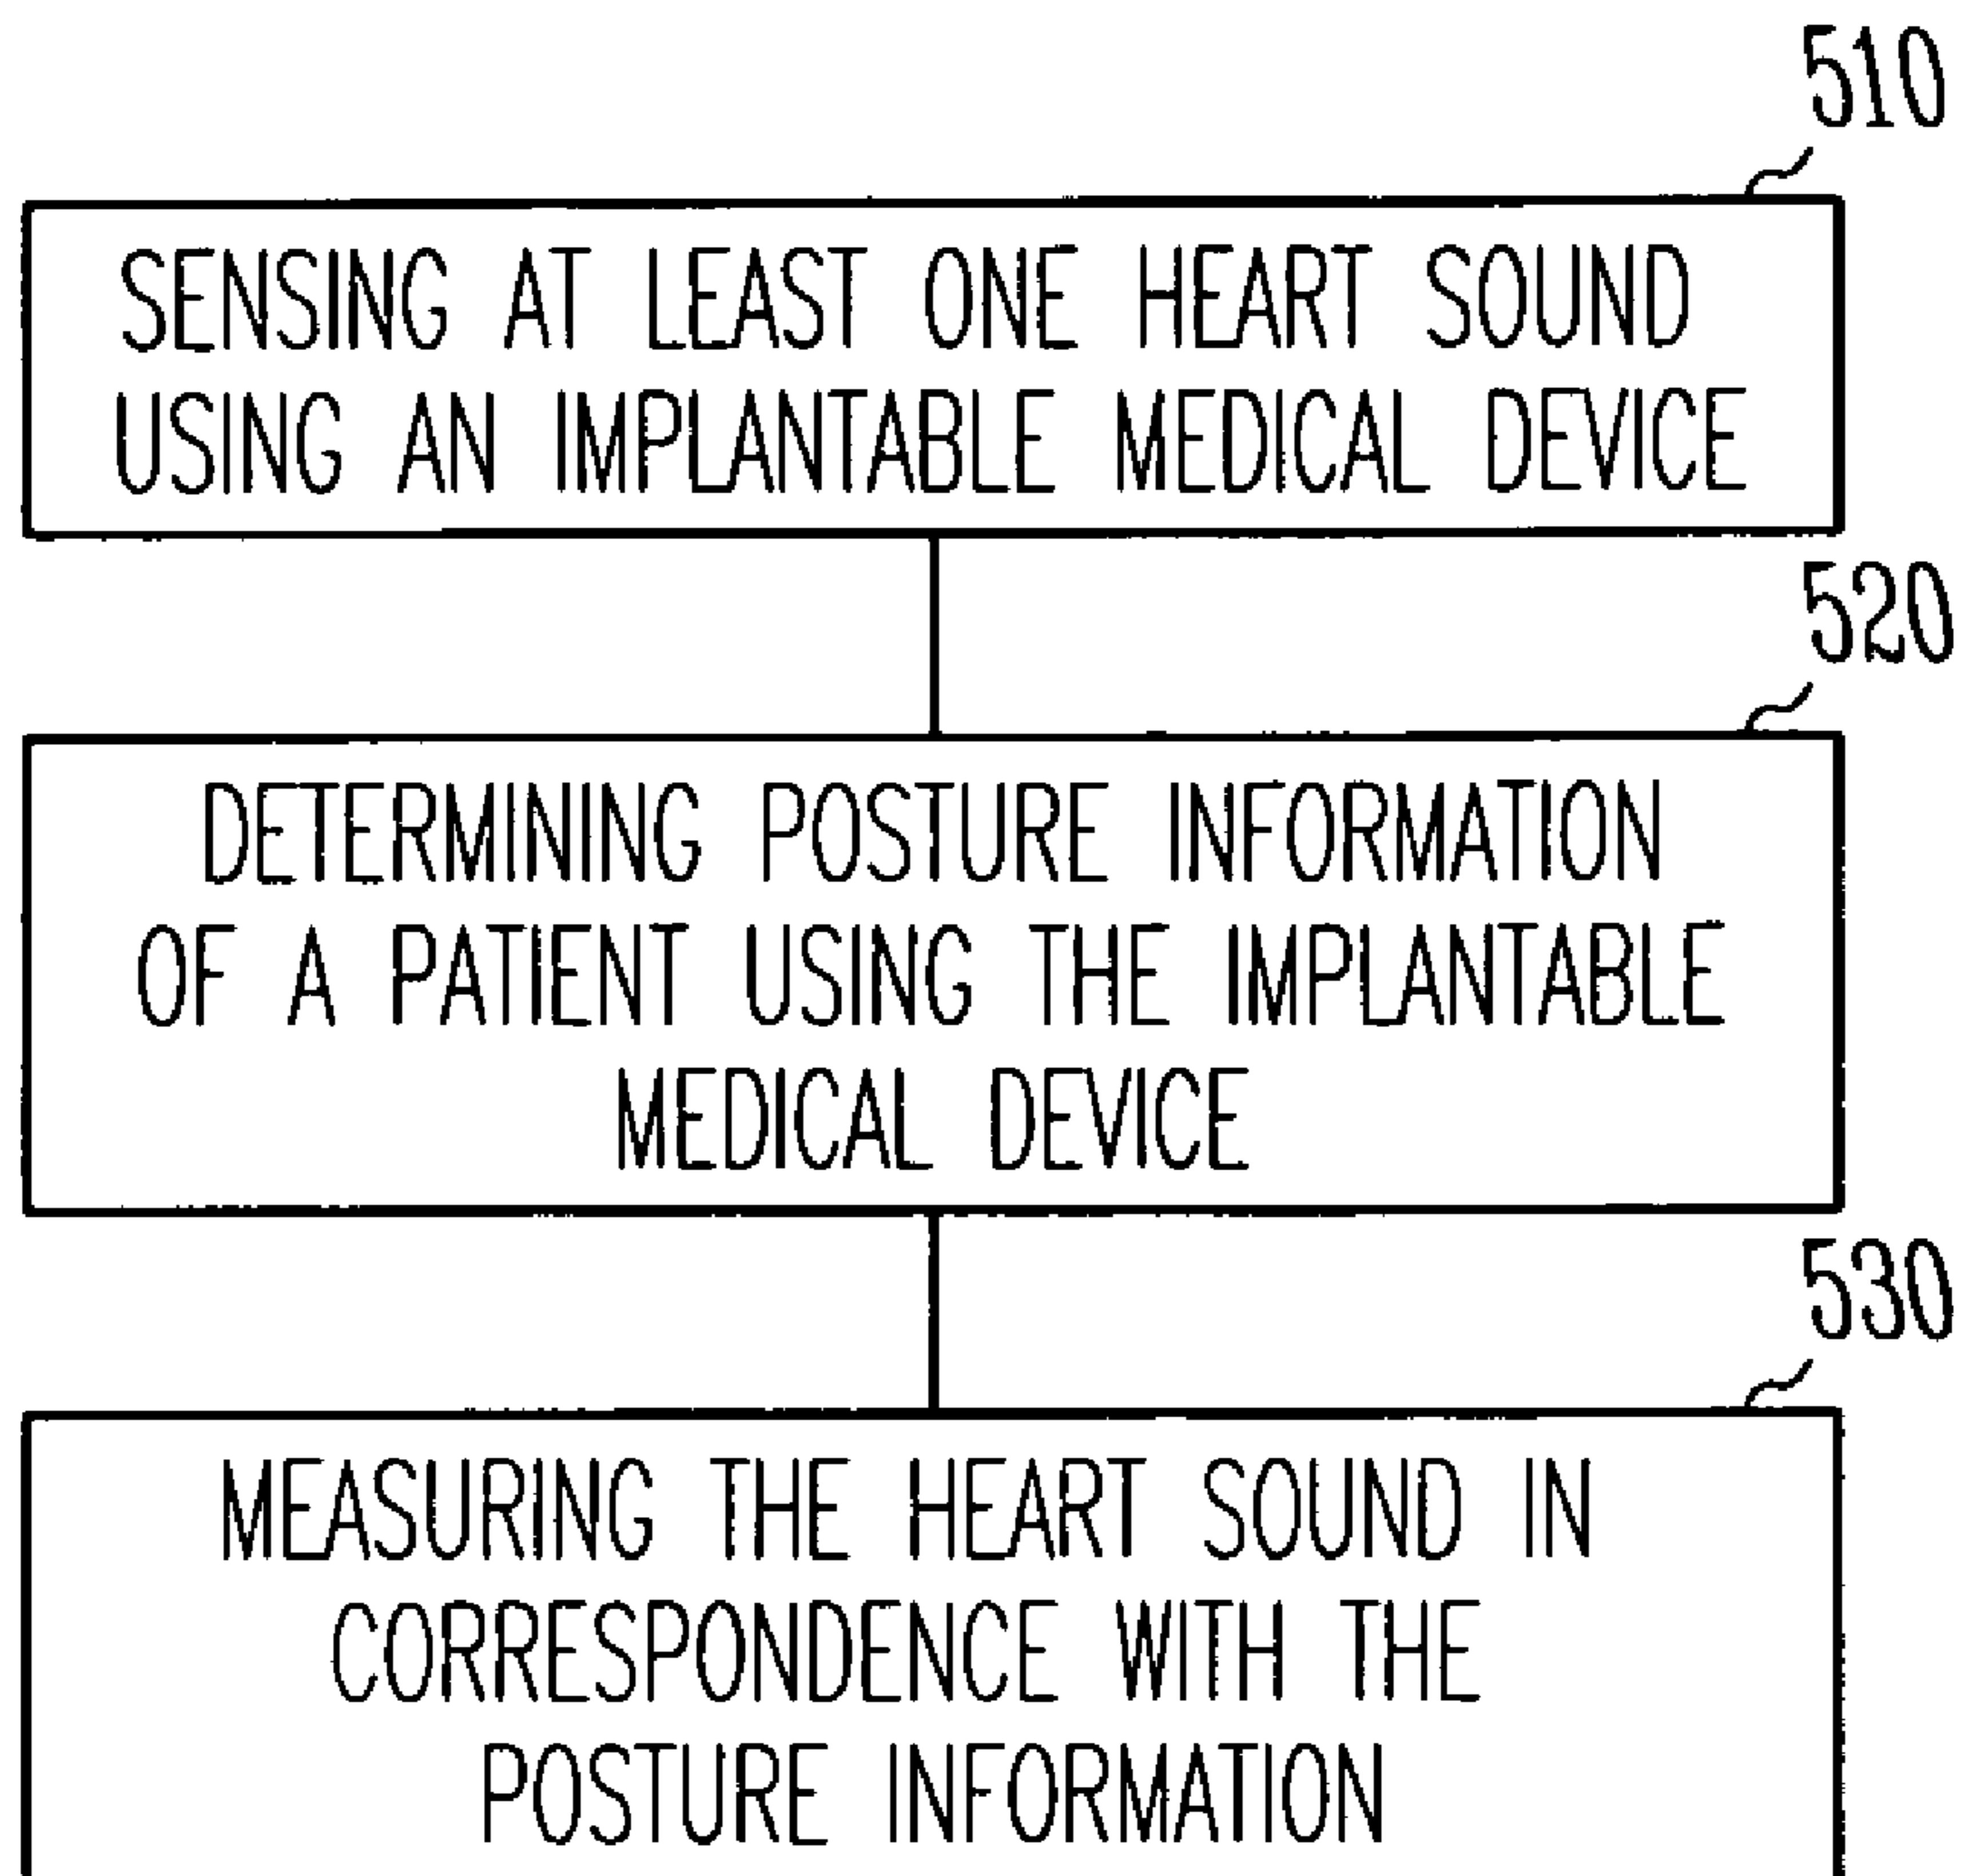 510
SENSING AT LEAST ONE HEART SOUND
USING AN IMPLANTABLE MEDICAL DEVICE
520
DETERMINING POSTURE INFORMATION
OF A PATIENT USING THE IMPLANTABLE
MEDICAL DEVICE
530
MEASURING THE HEART SOUND IN
CORRESPONDENCE WITH THE
POSTURE INFORMATION